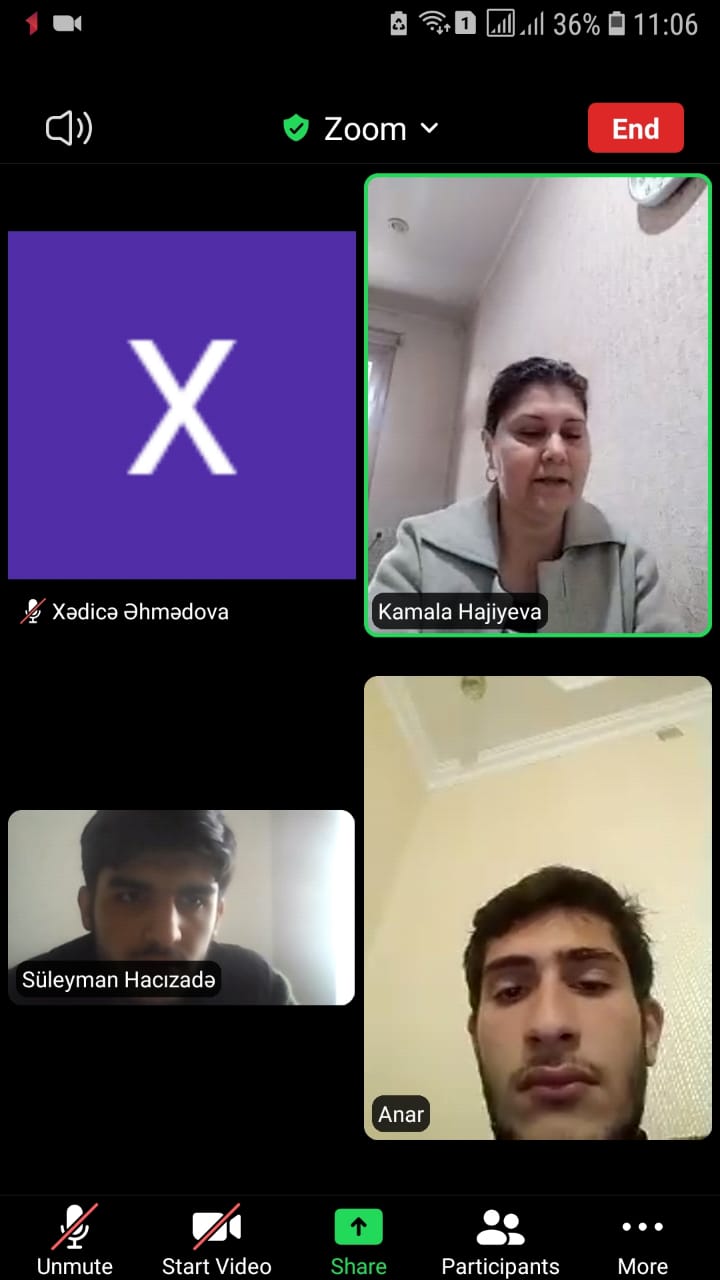 1
36%
11:06
Zoom
End
X
Xədicə Əhmədova
Kamala Hajiyeva
Süleyman Hacızadə
Anar
Unmute
Start Video
Share
Participants
More